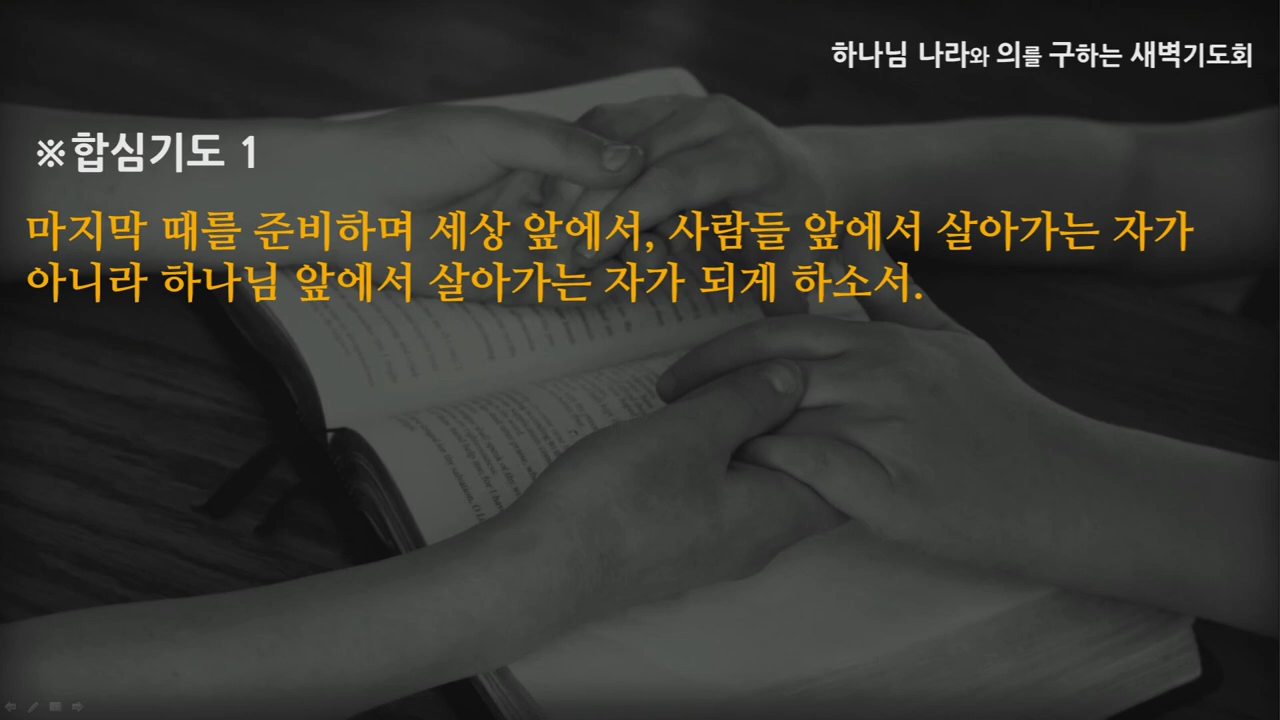 하나님 나라와 의를 구하는 새벽기도회
※합심기도 1
마지막 때를 준비하며 세상 앞에서, 사람들 앞에서 살아가는 자가
아니라 하나님 앞에서 살아가는 자가 되게 하소서.